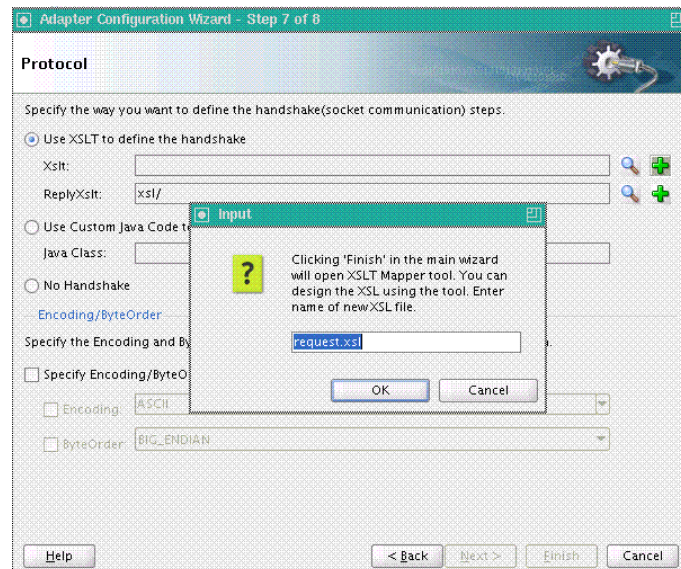 Adapter Configuration Wizard - Step 7 of 8
Protocol
Specify the way you want to define the handshake(socket communication) steps.
Use XSLT to define the handshake
Xslt:
ReplyXslt: xsl/
Input
Use Custom Java Code t
Java Class:
Clicking 'Finish' in the main wizard
will open XSLT Mapper tool. You can
design the XSL using the tool. Enter
name of new XSL file.
?
No Handshake
Encoding/ByteOrder
request.xsl
Specify the Encoding and By
Specify Encoding/ByteO
OK Cancel
Encoding: ASCII
ByteOrder: BIG_ENDIAN
Help < Back Next > Finish Cancel